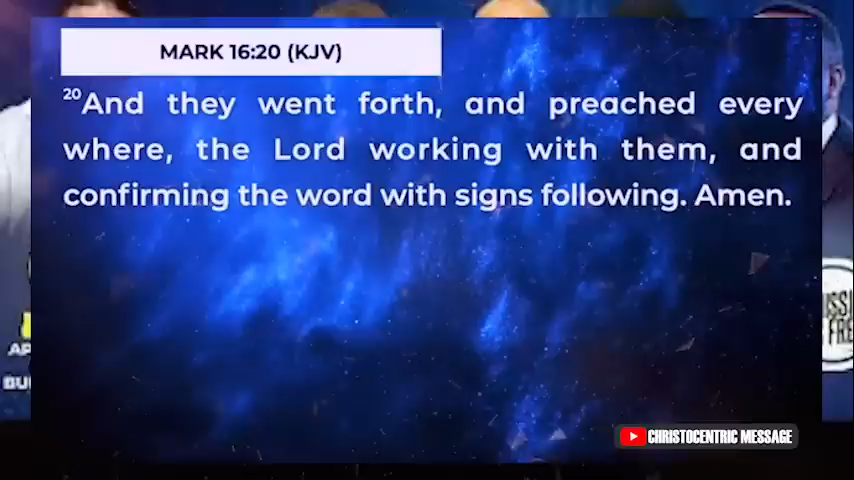 MARK 16:20 (KJV)
20And they went forth, and preached every
where, the Lord working with them, and
confirming the word with signs following. Amen.
CHRISTOCENTRIC MESSAGE